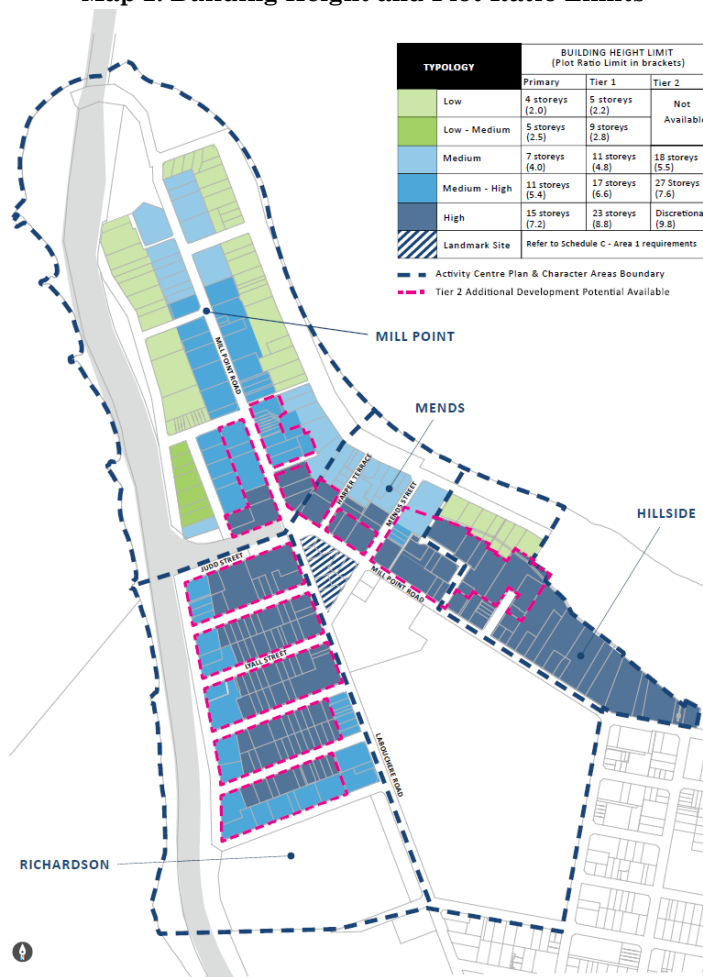 Map 1: Building Height and Plot Ratio Limits
TYPOLOGY
BUILDING HEIGHT LIMIT
(Plot Ratio Limit in brackets)
Primary Tier 1 Tier 2
Low 4 storeys (2.0) 5 storeys (2.2) Not Available
Low - Medium 5 storeys (2.5) 9 storeys (2.8)
Medium 7 storeys (4.0) 11 storeys (4.8) 18 storeys (5.5)
Medium - High 11 storeys (5.4) 17 storeys (6.6) 27 Storeys (7.6)
High 15 storeys (7.2) 23 storeys (8.8) Discretiona (9.8)
Landmark Site Refer to Schedule C - Area 1 requirements
Activity Centre Plan & Character Areas Boundary
Tier 2 Additional Development Potential Available
MILL POINT
MILL POINT ROAD
MENDS
HARPER TERRACE
MENDS STREET
HILLSIDE
JUDD STREET
MILL POINT ROAD
LYALL STREET
LABOUCHERE ROAD
RICHARDSON
N